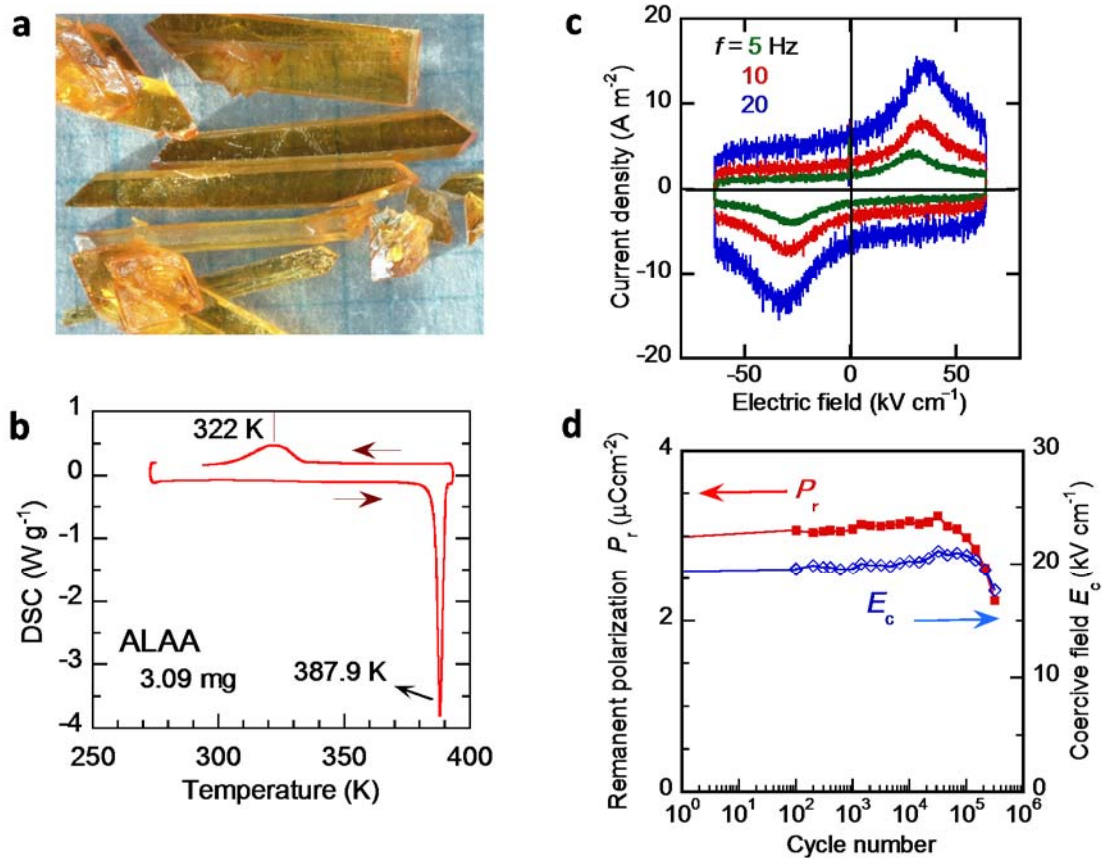 a
b
1
0
-1
-2
-3
-4
DSC (W g⁻¹)
322 K
ALAA
3.09 mg
387.9 K
250
300
350
400
Temperature (K)
c
20
10
0
-10
-20
Current density (A m⁻²)
f = 5 Hz
10
20
-50
0
50
Electric field (kV cm⁻¹)
d
4
2
0
Remanent polarization Pr (μCcm⁻²)
Pr
Ec
30
20
10
0
Coercive field Ec (kV cm⁻¹)
10⁰
10¹
10²
10³
10⁴
10⁵
10⁶
Cycle number